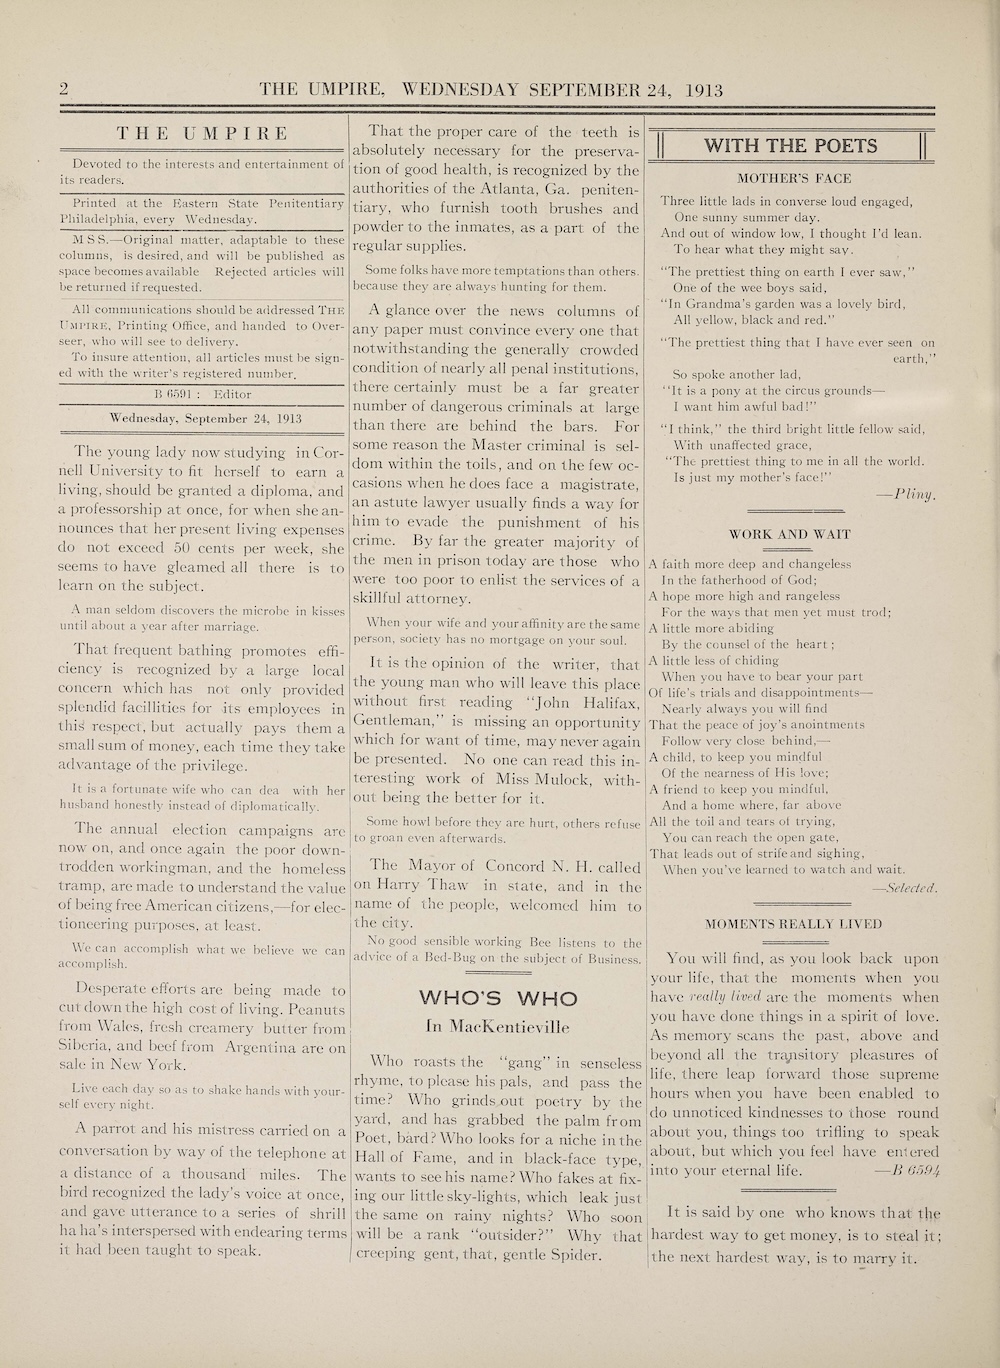 2
THE UMPIRE, WEDNESDAY SEPTEMBER 24, 1913
THE UMPIRE
Devoted to the interests and entertainment of
its readers.
Printed at the Eastern State Penitentiary
Philadelphia, every Wednesday.
MSS.—Original matter, adaptable to these
columns, is desired, and will be published as
space becomes available Rejected articles will
be returned if requested.
All communications should be addressed THE
UMPIRE, Printing Office, and handed to Over-
seer, who will see to delivery.
To insure attention, all articles must be sign-
ed with the writer's registered number.
B 6591 : Editor
Wednesday, September 24, 1913
The young lady now studying in Cor-
nell University to fit herself to earn a
living, should be granted a diploma, and
a professorship at once, for when she an-
nounces that her present living expenses
do not exceed 50 cents per week, she
seems to have gleamed all there is to
learn on the subject.
A man seldom discovers the microbe in kisses
until about a year after marriage.
That frequent bathing promotes effi-
ciency is recognized by a large local
concern which has not only provided
splendid facillities for its employees in
this respect, but actually pays them a
small sum of money, each time they take
advantage of the privilege.
It is a fortunate wife who can dea with her
husband honestly instead of diplomatically.
The annual election campaigns are
now on, and once again the poor down-
trodden workingman, and the homeless
tramp, are made to understand the value
of being free American citizens,—for elec-
tioneering purposes, at least.
We can accomplish what we believe we can
accomplish.
Desperate efforts are being made to
cut down the high cost of living. Peanuts
from Wales, fresh creamery butter from
Siberia, and beef from Argentina are on
sale in New York.
Live each day so as to shake hands with your-
self every night.
A parrot and his mistress carried on a
conversation by way of the telephone at
a distance of a thousand miles. The
bird recognized the lady's voice at once,
and gave utterance to a series of shrill
ha ha's interspersed with endearing terms
it had been taught to speak.
That the proper care of the teeth is
absolutely necessary for the preserva-
tion of good health, is recognized by the
authorities of the Atlanta, Ga. peniten-
tiary, who furnish tooth brushes and
powder to the inmates, as a part of the
regular supplies.
Some folks have more temptations than others.
because they are always hunting for them.
A glance over the news columns of
any paper must convince every one that
notwithstanding the generally crowded
condition of nearly all penal institutions,
there certainly must be a far greater
number of dangerous criminals at large
than there are behind the bars. For
some reason the Master criminal is sel-
dom within the toils, and on the few oc-
casions when he does face a magistrate,
an astute lawyer usually finds a way for
him to evade the punishment of his
crime. By far the greater majority of
the men in prison today are those who
were too poor to enlist the services of a
skillful attorney.
When your wife and your affinity are the same
person, society has no mortgage on your soul.
It is the opinion of the writer, that
the young man who will leave this place
without first reading "John Halifax,
Gentleman," is missing an opportunity
which for want of time, may never again
be presented. No one can read this in-
teresting work of Miss Mulock, with-
out being the better for it.
Some howl before they are hurt, others refuse
to groan even afterwards.
The Mayor of Concord N. H. called
on Harry Thaw in state, and in the
name of the people, welcomed him to
the city.
No good sensible working Bee listens to the
advice of a Bed-Bug on the subject of Business.
WHO'S WHO
In MacKentieville
Who roasts the "gang" in senseless
rhyme, to please his pals, and pass the
time? Who grinds out poetry by the
yard, and has grabbed the palm from
Poet, bard? Who looks for a niche in the
Hall of Fame, and in black-face type,
wants to see his name? Who fakes at fix-
ing our little sky-lights, which leak just
the same on rainy nights? Who soon
will be a rank "outsider?" Why that
creeping gent, that, gentle Spider.
WITH THE POETS
MOTHER'S FACE
Three little lads in converse loud engaged,
One sunny summer day.
And out of window low, I thought I'd lean.
To hear what they might say.
"The prettiest thing on earth I ever saw,"
One of the wee boys said,
"In Grandma's garden was a lovely bird,
All yellow, black and red."
"The prettiest thing that I have ever seen on
earth,"
So spoke another lad,
"It is a pony at the circus grounds—
I want him awful bad!"
"I think," the third bright little fellow said,
With unaffected grace,
"The prettiest thing to me in all the world.
Is just my mother's face!"
—Pliny.
WORK AND WAIT
A faith more deep and changeless
In the fatherhood of God;
A hope more high and rangeless
For the ways that men yet must trod;
A little more abiding
By the counsel of the heart;
A little less of chiding
When you have to bear your part
Of life's trials and disappointments—
Nearly always you will find
That the peace of joy's anointments
Follow very close behind,—
A child, to keep you mindful
Of the nearness of His love;
A friend to keep you mindful,
And a home where, far above
All the toil and tears of trying,
You can reach the open gate,
That leads out of strife and sighing,
When you've learned to watch and wait.
—Selected.
MOMENTS REALLY LIVED
You will find, as you look back upon
your life, that the moments when you
have really lived are the moments when
you have done things in a spirit of love.
As memory scans the past, above and
beyond all the transitory pleasures of
life, there leap forward those supreme
hours when you have been enabled to
do unnoticed kindnesses to those round
about you, things too trifling to speak
about, but which you feel have entered
into your eternal life. —B 6594
It is said by one who knows that the
hardest way to get money, is to steal it;
the next hardest way, is to marry it.